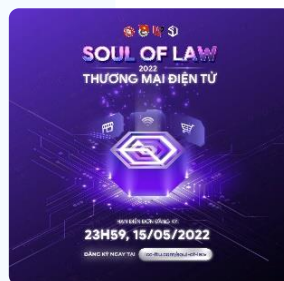 SOUL OF LAW
2022
THƯƠNG MẠI ĐIỆN TỬ
23H59, 15/05/2022
ĐĂNG KÝ NGAY TẠI